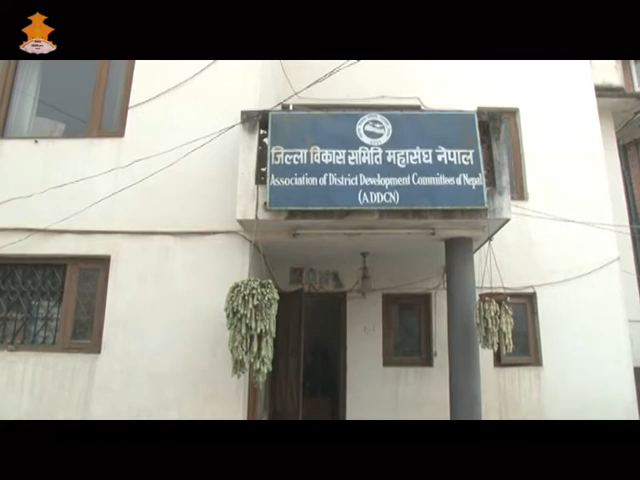 जिल्ला विकास समिति महासंघ नेपाल
Association of District Development Committees of Nepal
(ADDCN)